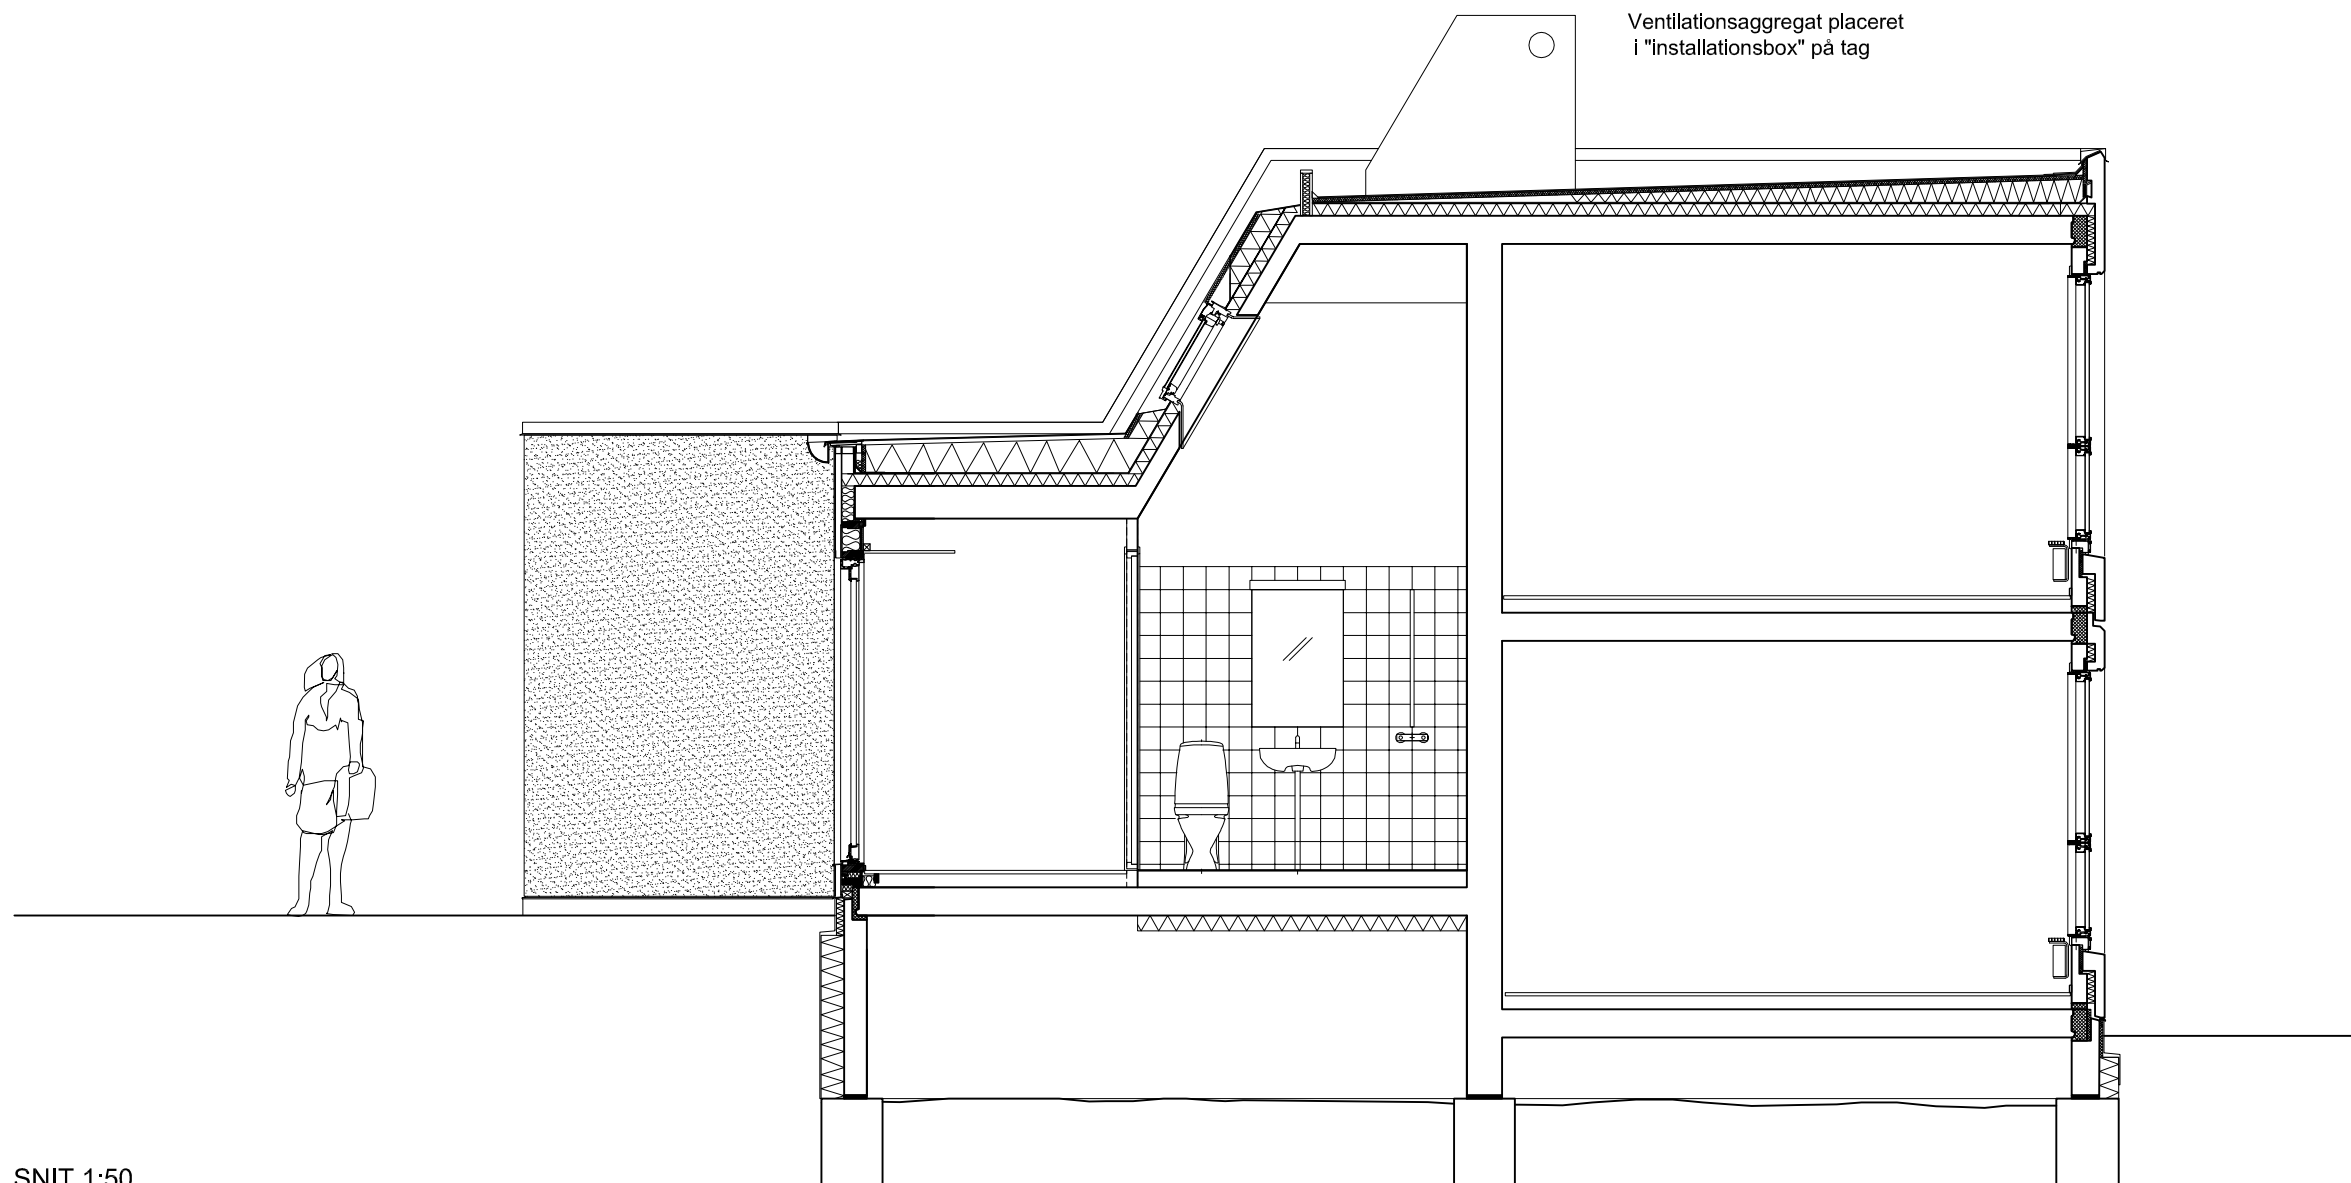 Ventilationsaggregat placeret
i "installationsbox" på tag
SNIT 1:50